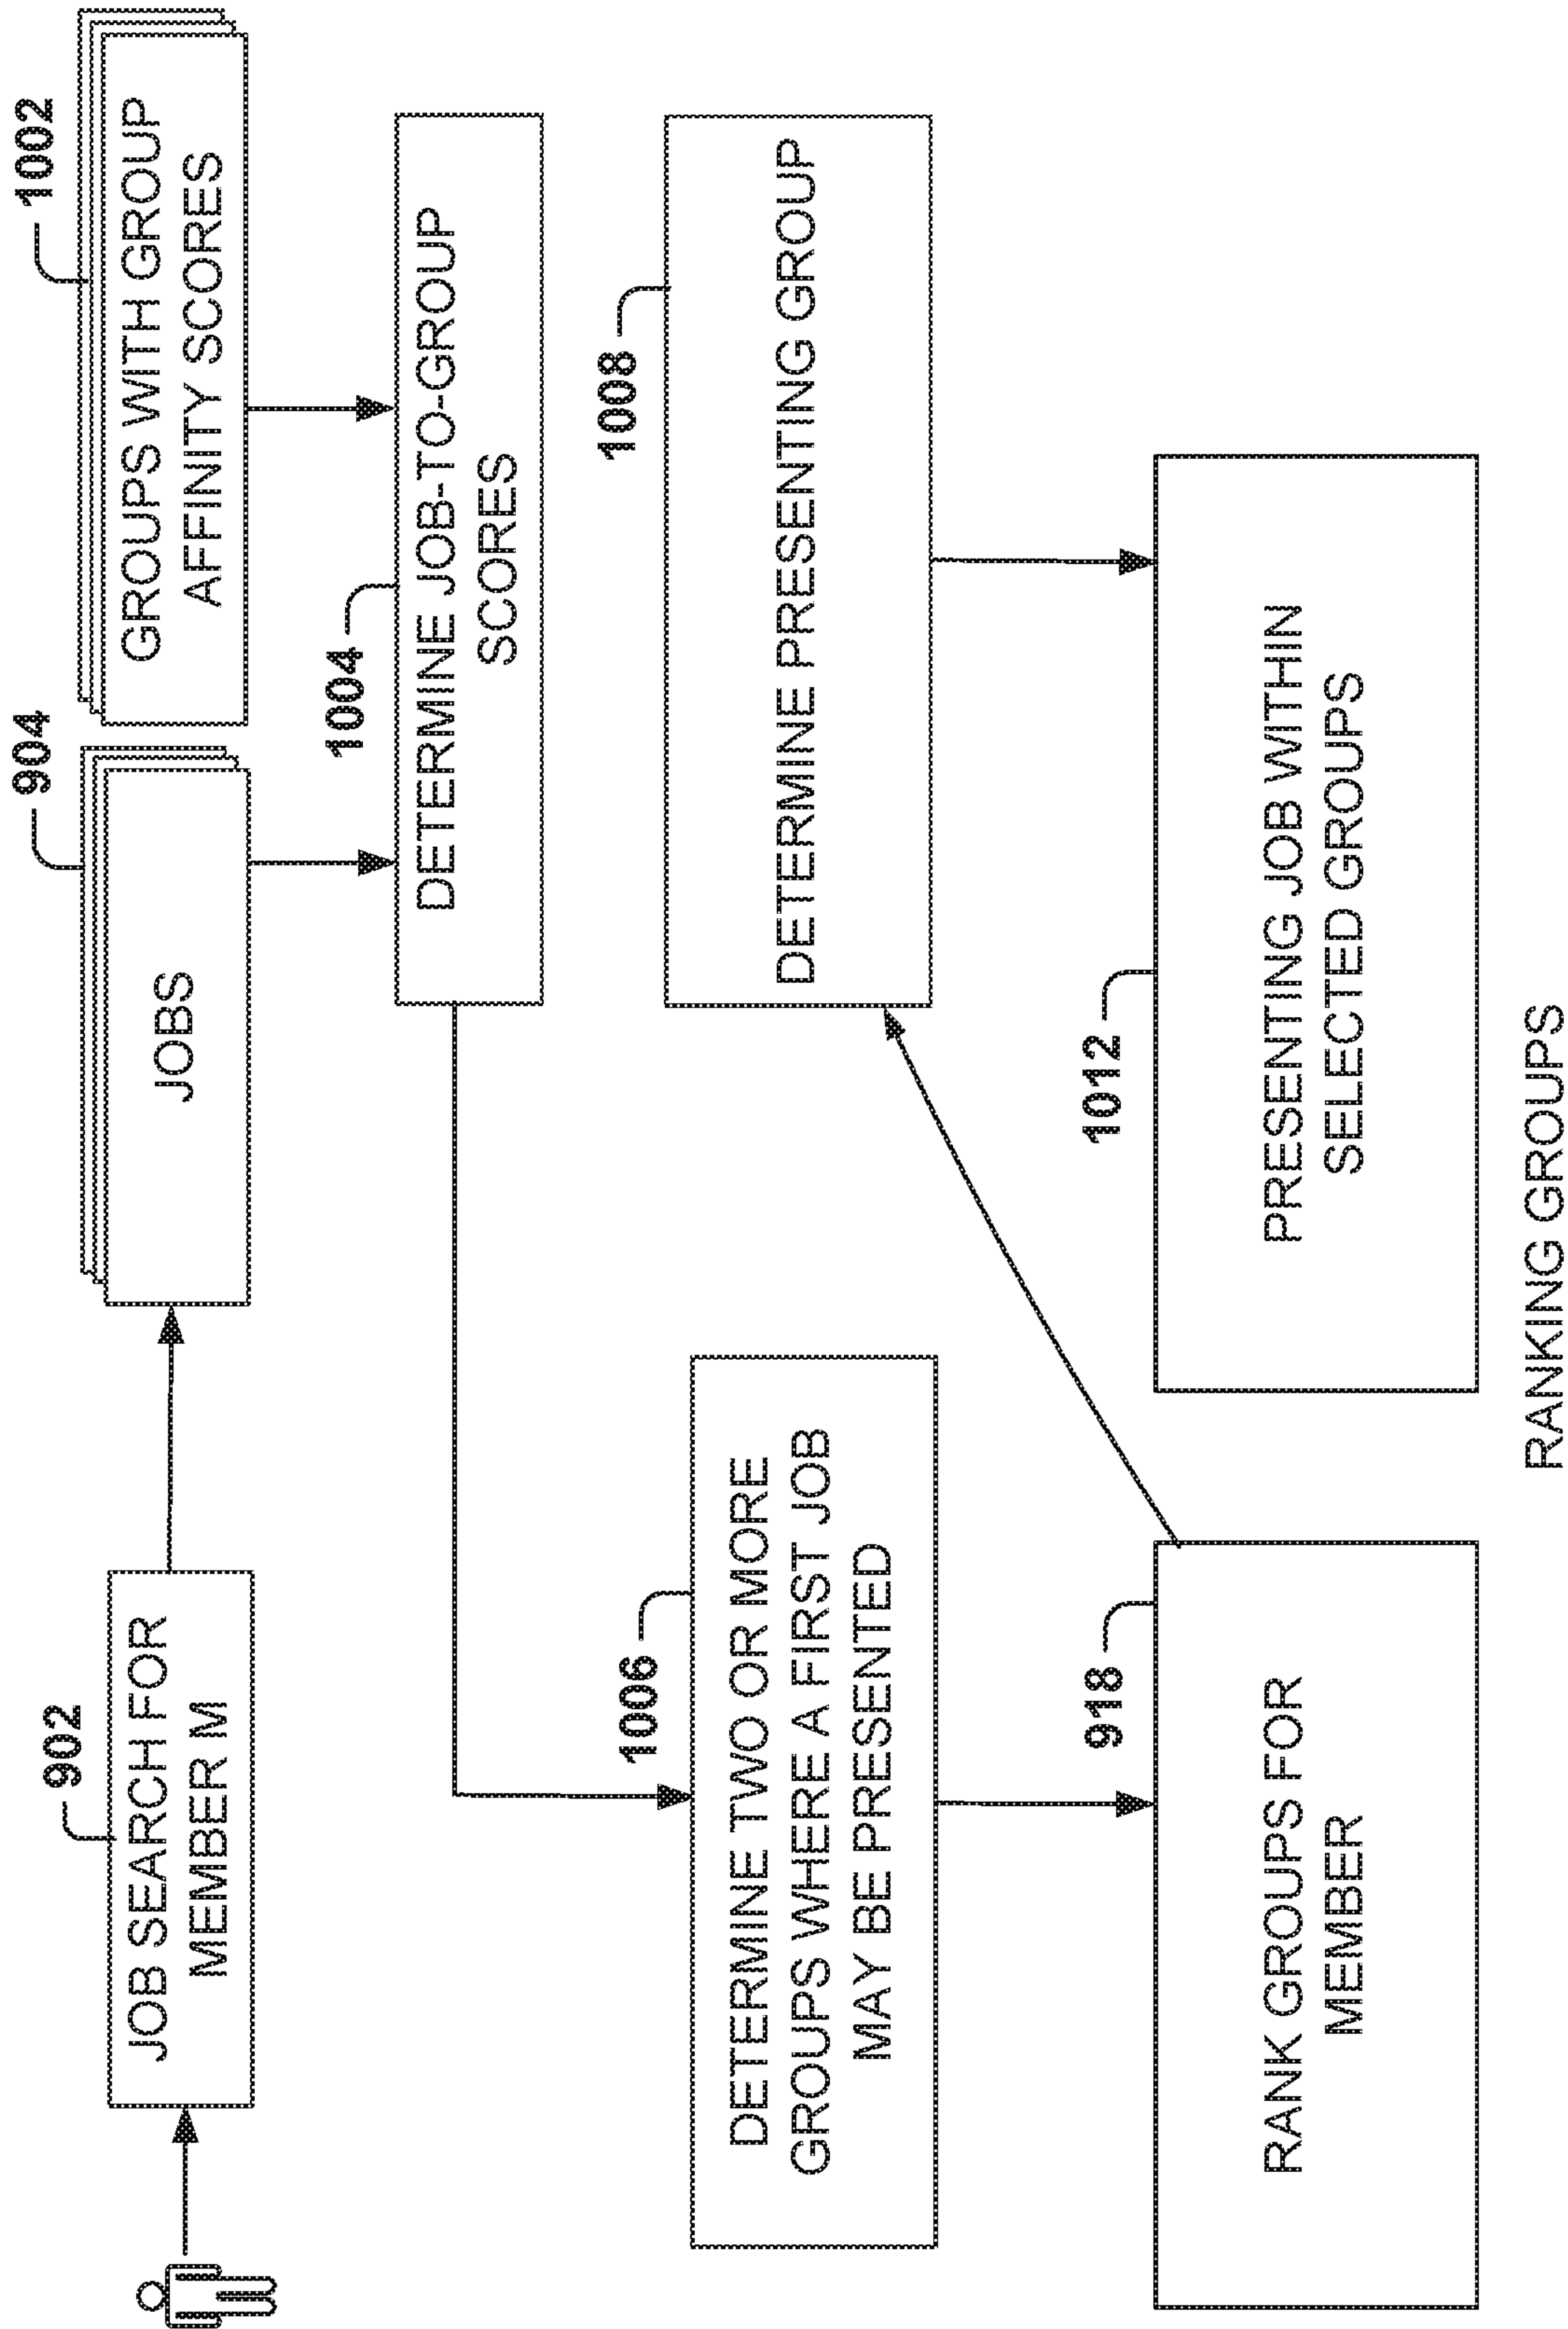 902
JOB SEARCH FOR
MEMBER M
904
JOBS
1002
GROUPS WITH GROUP
AFFINITY SCORES
1004
DETERMINE JOB-TO-GROUP
SCORES
1006
DETERMINE TWO OR MORE
GROUPS WHERE A FIRST JOB
MAY BE PRESENTED
1008
DETERMINE PRESENTING GROUP
918
RANK GROUPS FOR
MEMBER
1012
PRESENTING JOB WITHIN
SELECTED GROUPS
RANKING GROUPS